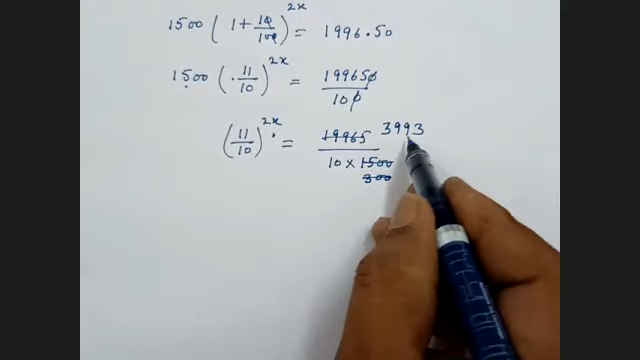 1500 ( 1 + 10/100 )^2x = 1996.50
1500 ( 11/10 )^2x = 199650/100
( 11/10 )^2x = 19965 3993 / 10 × 1500 300